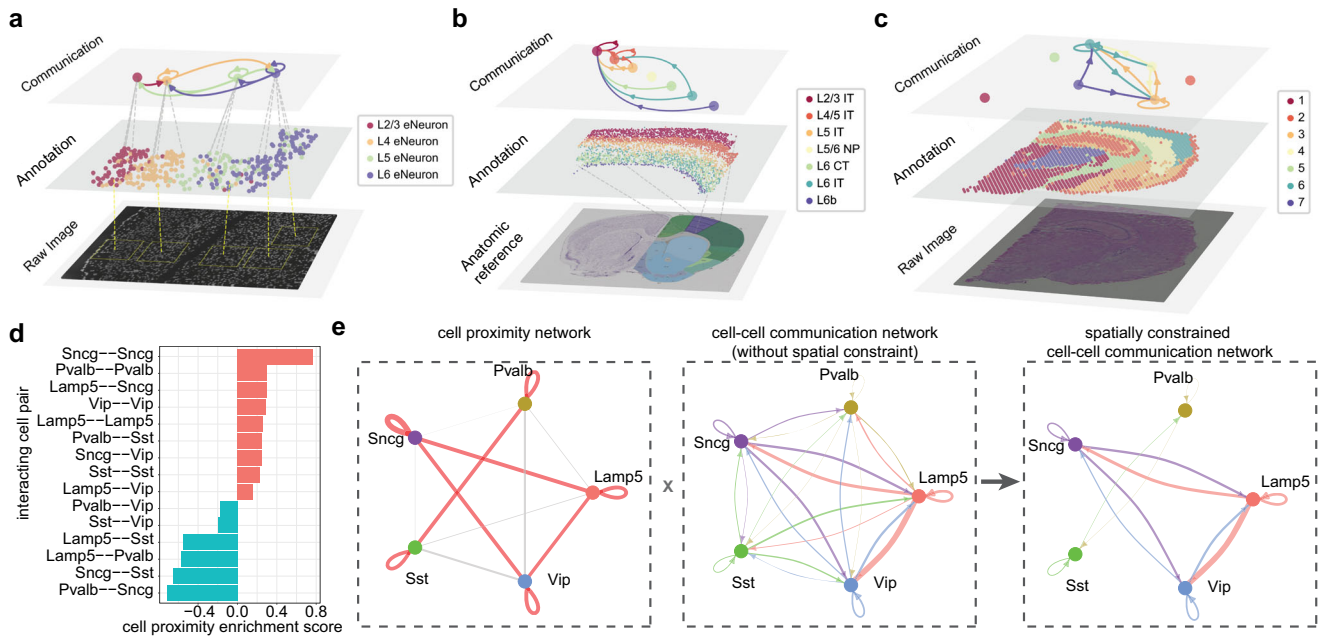 a
Communication
Annotation
Raw Image
L2/3 eNeuron
L4 eNeuron
L5 eNeuron
L6 eNeuron
b
Communication
Annotation
Anatomic
reference
L2/3 IT
L4/5 IT
L5 IT
L5/6 NP
L6 CT
L6 IT
L6b
c
Communication
Annotation
Raw Image
1
2
3
4
5
6
7
d
interacting cell pair
Sncg--Sncg
Pvalb--Pvalb
Lamp5--Sncg
Vip--Vip
Lamp5--Lamp5
Pvalb--Sst
Sncg--Vip
Sst--Sst
Lamp5--Vip
Pvalb--Vip
Sst--Vip
Lamp5--Sst
Lamp5--Pvalb
Sncg--Sst
Pvalb--Sncg
−0.4 0.0 0.4 0.8
cell proximity enrichment score
e
cell proximity network
Pvalb
Sncg
Lamp5
Sst
Vip
x
cell-cell communication network
(without spatial constraint)
Pvalb
Sncg
Lamp5
Sst
Vip
spatially constrained
cell-cell communication network
Pvalb
Sncg
Lamp5
Sst
Vip